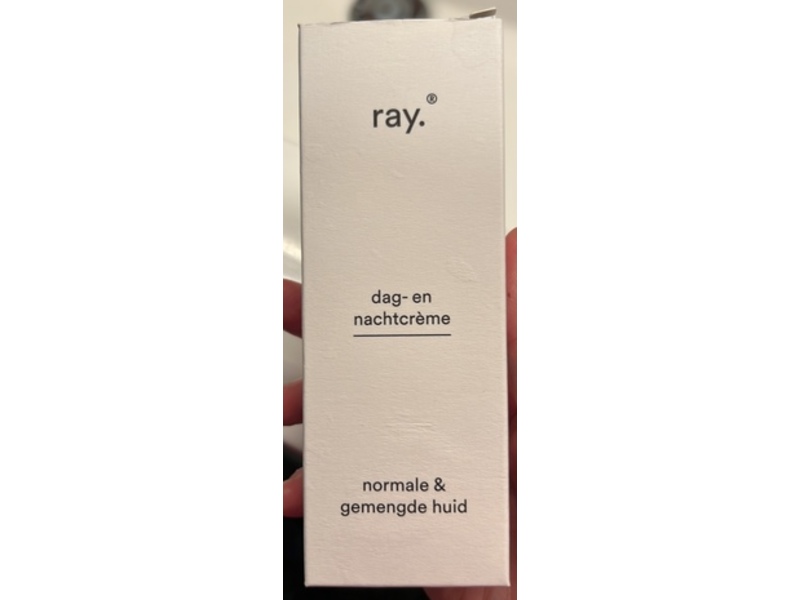 ray.®
dag- en
nachtcrème
normale &
gemengde huid